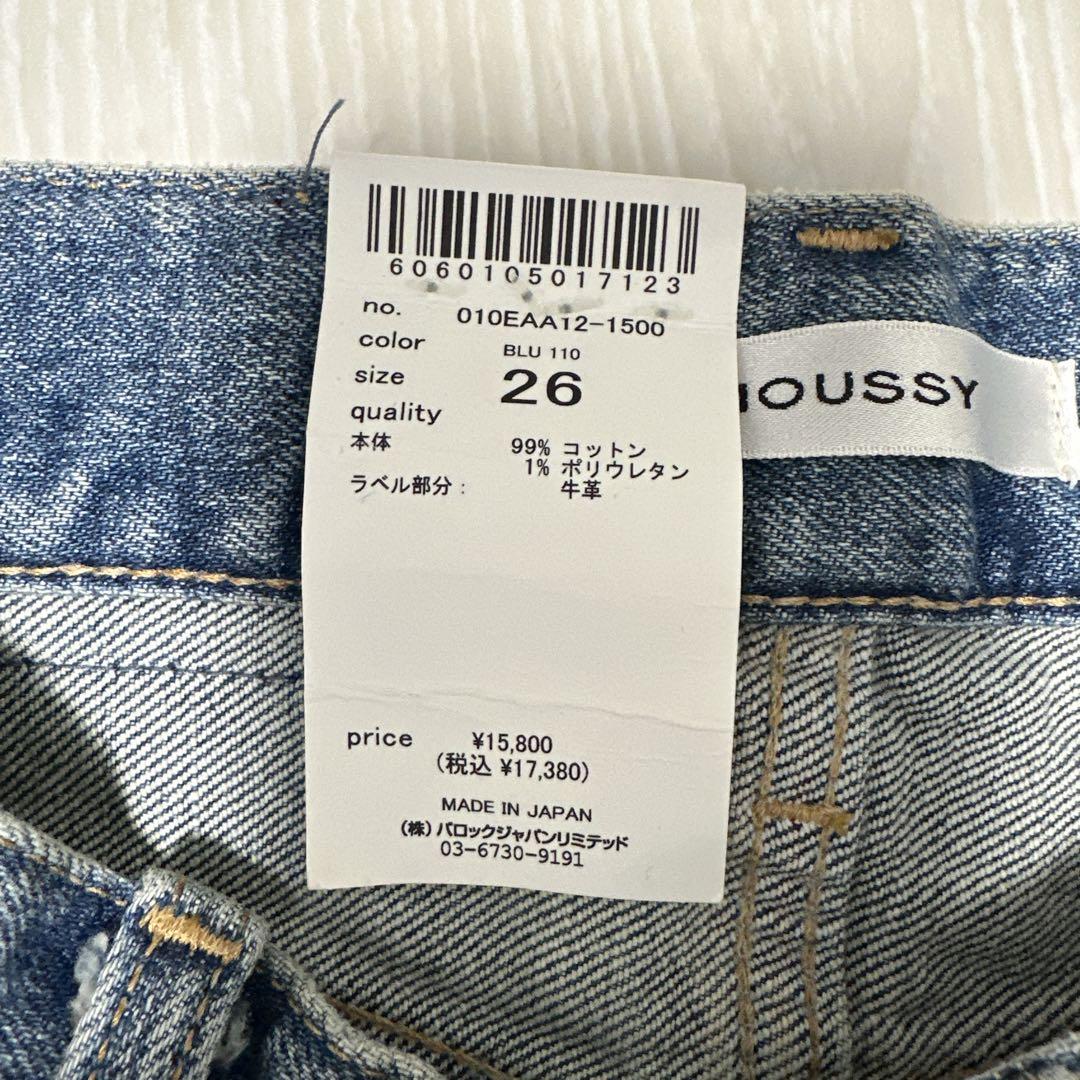 6060105017123
no. 010EAA12-1500
color BLU 110
size 26
quality
本体 99% コットン
1% ポリウレタン
ラベル部分: 牛革
MOUSSY
price ¥15,800
(税込 ¥17,380)
MADE IN JAPAN
(株)バロックジャパンリミテッド
03-6730-9191